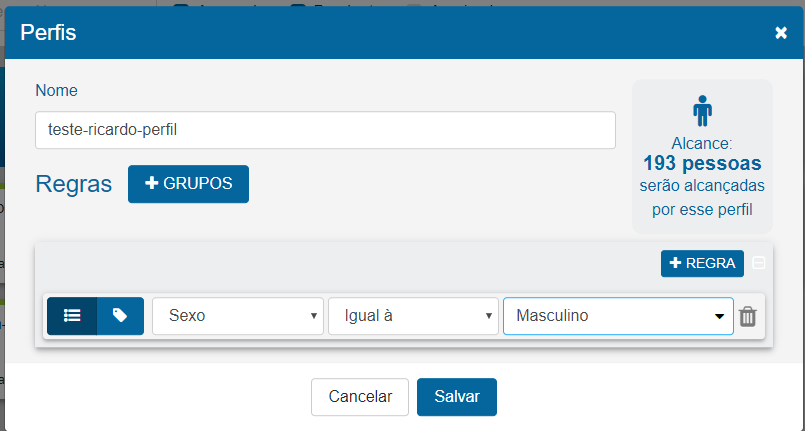 Perfis
×
Nome
teste-ricardo-perfil
Alcance:
193 pessoas
serão alcançadas
por esse perfil
Regras
+ GRUPOS
+ REGRA
Sexo
Igual à
Masculino
Cancelar
Salvar